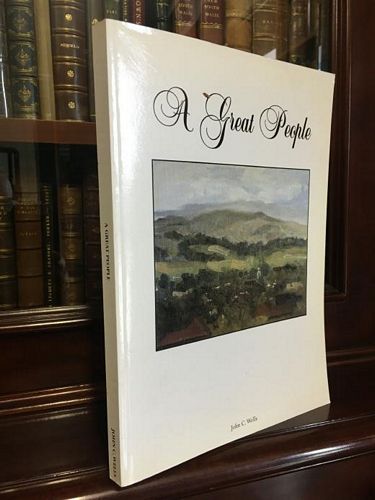 A Great People
John C. Wells
A GREAT PEOPLE
JOHN C. WELLS